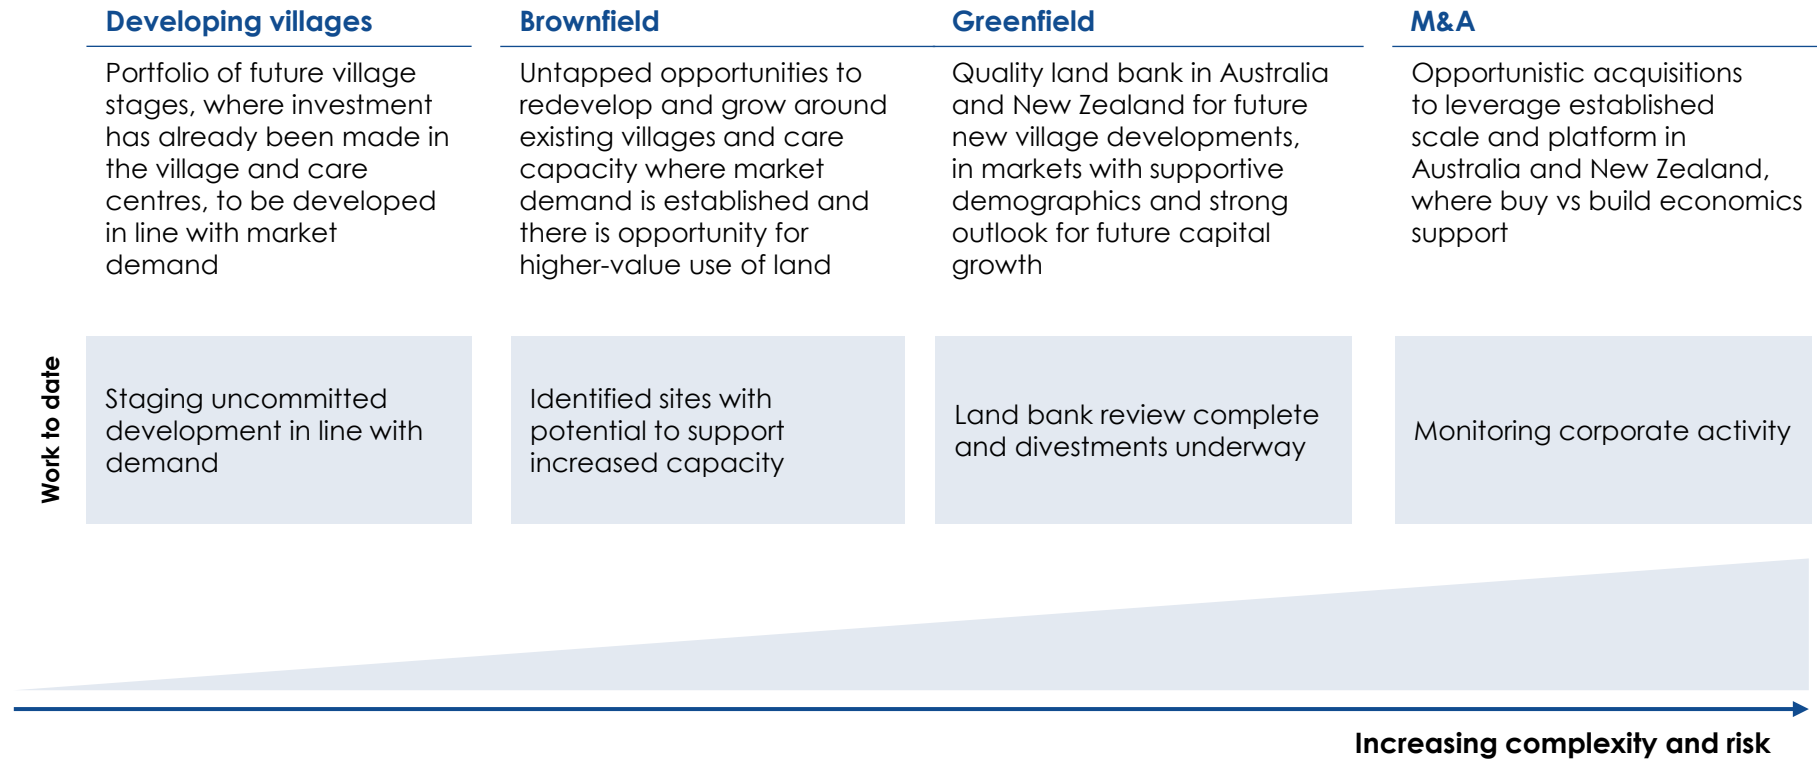 Developing villages
Portfolio of future village
stages, where investment
has already been made in
the village and care
centres, to be developed
in line with market
demand
Brownfield
Untapped opportunities to
redevelop and grow around
existing villages and care
capacity where market
demand is established and
there is opportunity for
higher-value use of land
Greenfield
Quality land bank in Australia
and New Zealand for future
new village developments,
in markets with supportive
demographics and strong
outlook for future capital
growth
M&A
Opportunistic acquisitions
to leverage established
scale and platform in
Australia and New Zealand,
where buy vs build economics
support
Work to date
Staging uncommitted
development in line with
demand
Identified sites with
potential to support
increased capacity
Land bank review complete
and divestments underway
Monitoring corporate activity
Increasing complexity and risk